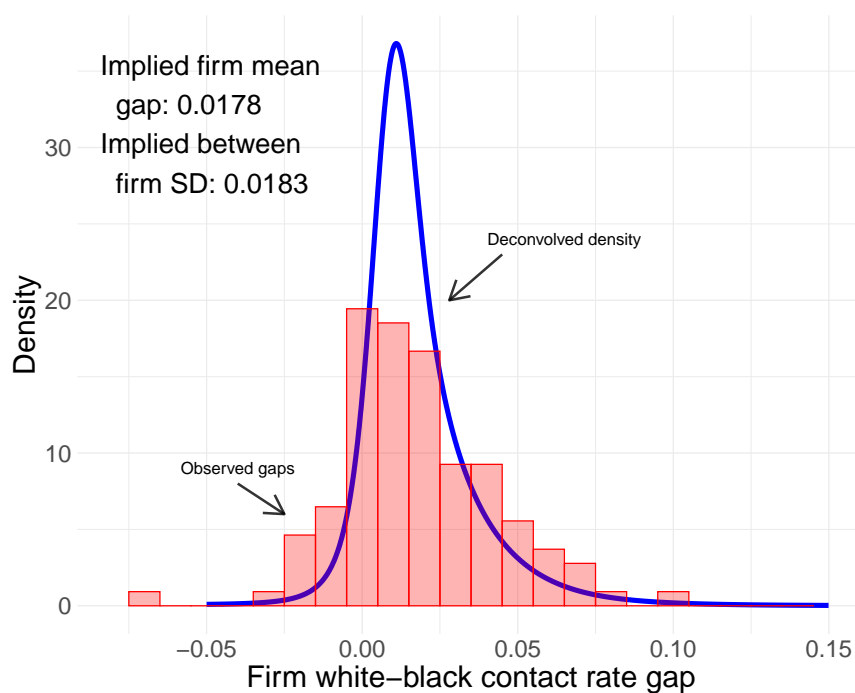 Implied firm mean
gap: 0.0178
Implied between
firm SD: 0.0183
Deconvolved density
Observed gaps
Density
30
20
10
0
−0.05
0.00
0.05
0.10
0.15
Firm white−black contact rate gap